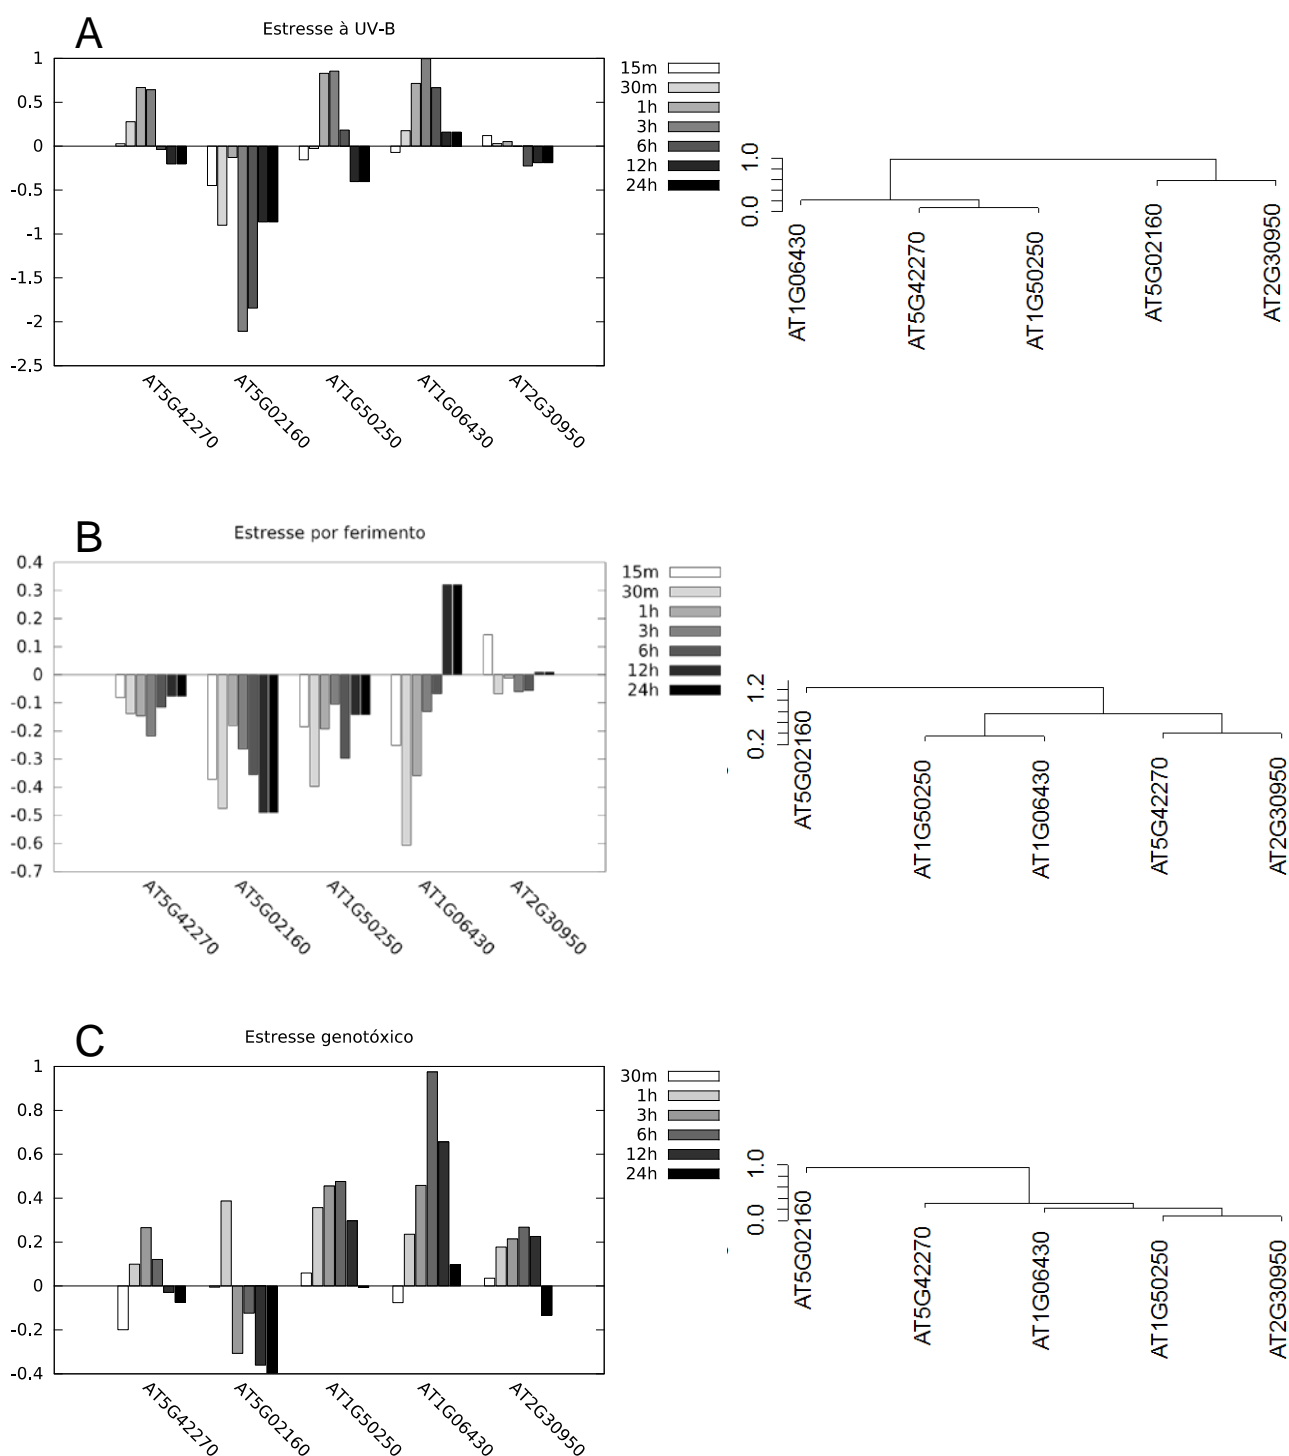 A
Estresse à UV-B
1
0.5
0
-0.5
-1
-1.5
-2
-2.5
AT5G42270
AT5G02160
AT1G50250
AT1G06430
AT2G30950
15m
30m
1h
3h
6h
12h
24h
0.0 1.0
AT1G06430
AT5G42270
AT1G50250
AT5G02160
AT2G30950
B
Estresse por ferimento
0.4
0.3
0.2
0.1
0
-0.1
-0.2
-0.3
-0.4
-0.5
-0.6
-0.7
AT5G42270
AT5G02160
AT1G50250
AT1G06430
AT2G30950
15m
30m
1h
3h
6h
12h
24h
0.2 1.2
AT5G02160
AT1G50250
AT1G06430
AT5G42270
AT2G30950
C
Estresse genotóxico
1
0.8
0.6
0.4
0.2
0
-0.2
-0.4
AT5G42270
AT5G02160
AT1G50250
AT1G06430
AT2G30950
30m
1h
3h
6h
12h
24h
0.0 1.0
AT5G02160
AT5G42270
AT1G06430
AT1G50250
AT2G30950